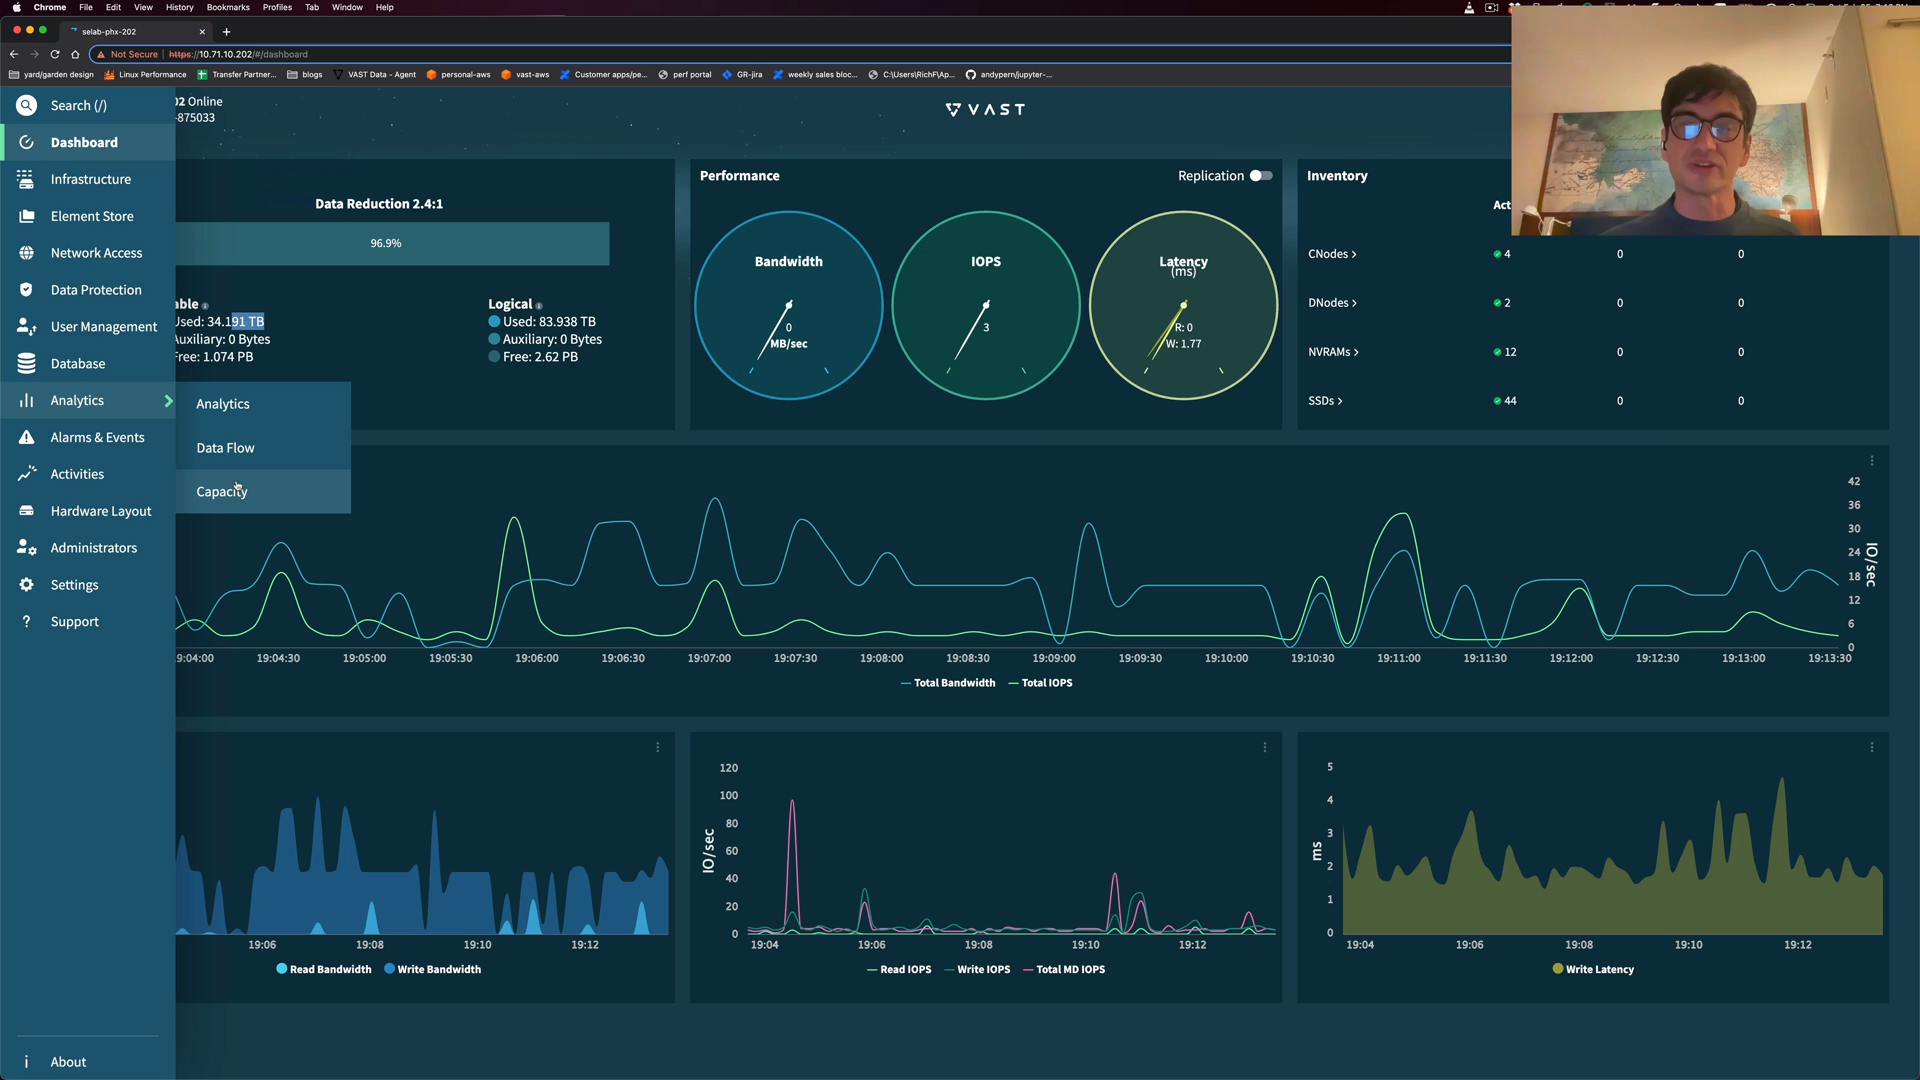 Chrome File Edit View History Bookmarks Profiles Tab Window Help
selab-phx-202
Not Secure https://10.71.10.202/#/dashboard
yard/garden design Linux Performance Transfer Partner... blogs VAST Data - Agent personal-aws vast-aws Customer apps/pe... perf portal GR-jira weekly sales bloc... C:\Users\RichF\Ap... andypern/jupyter-...
Search (/)
Dashboard
Infrastructure
Element Store
Network Access
Data Protection
User Management
Database
Analytics
Alarms & Events
Activities
Hardware Layout
Administrators
Settings
? Support
i About
Analytics
Data Flow
Capacity
02 Online
-875033
VAST
Data Reduction 2.4:1
96.9%
able
Used: 34.191 TB
Auxiliary: 0 Bytes
Free: 1.074 PB
Logical
Used: 83.938 TB
Auxiliary: 0 Bytes
Free: 2.62 PB
Performance
Replication
Bandwidth
0
MB/sec
IOPS
3
Latency
(ms)
R: 0
W: 1.77
Inventory
Act
CNodes > 4 0 0
DNodes > 2 0 0
NVRAMs > 12 0 0
SSDs > 44 0 0
42
36
30
24
18
12
6
0
IO/sec
9:04:00 19:04:30 19:05:00 19:05:30 19:06:00 19:06:30 19:07:00 19:07:30 19:08:00 19:08:30 19:09:00 19:09:30 19:10:00 19:10:30 19:11:00 19:11:30 19:12:00 19:12:30 19:13:00 19:13:30
Total Bandwidth Total IOPS
19:06 19:08 19:10 19:12
Read Bandwidth Write Bandwidth
120
100
80
60
40
20
0
IO/sec
19:04 19:06 19:08 19:10 19:12
Read IOPS Write IOPS Total MD IOPS
5
4
3
2
1
0
ms
19:04 19:06 19:08 19:10 19:12
Write Latency